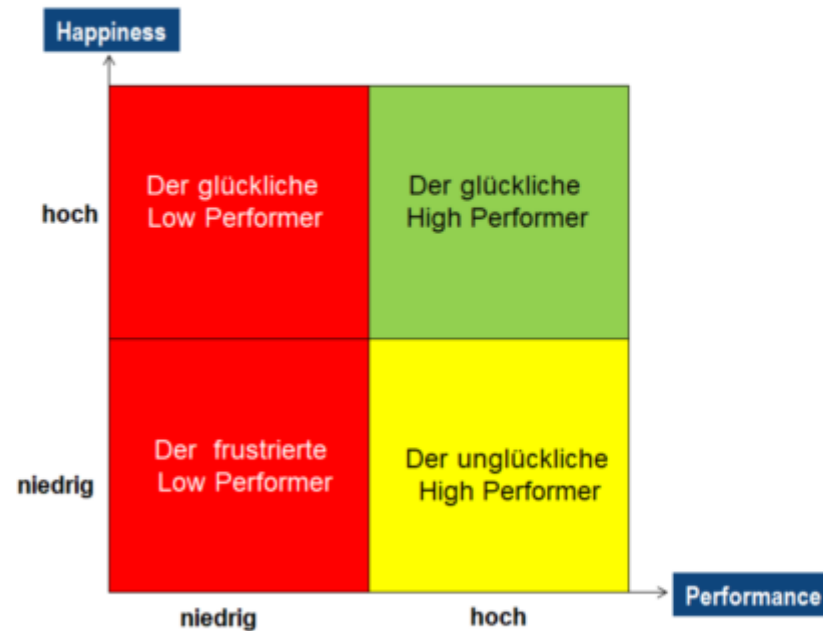 Happiness
hoch
Der glückliche
Low Performer
Der glückliche
High Performer
niedrig
Der frustrierte
Low Performer
Der unglückliche
High Performer
niedrig
hoch
Performance